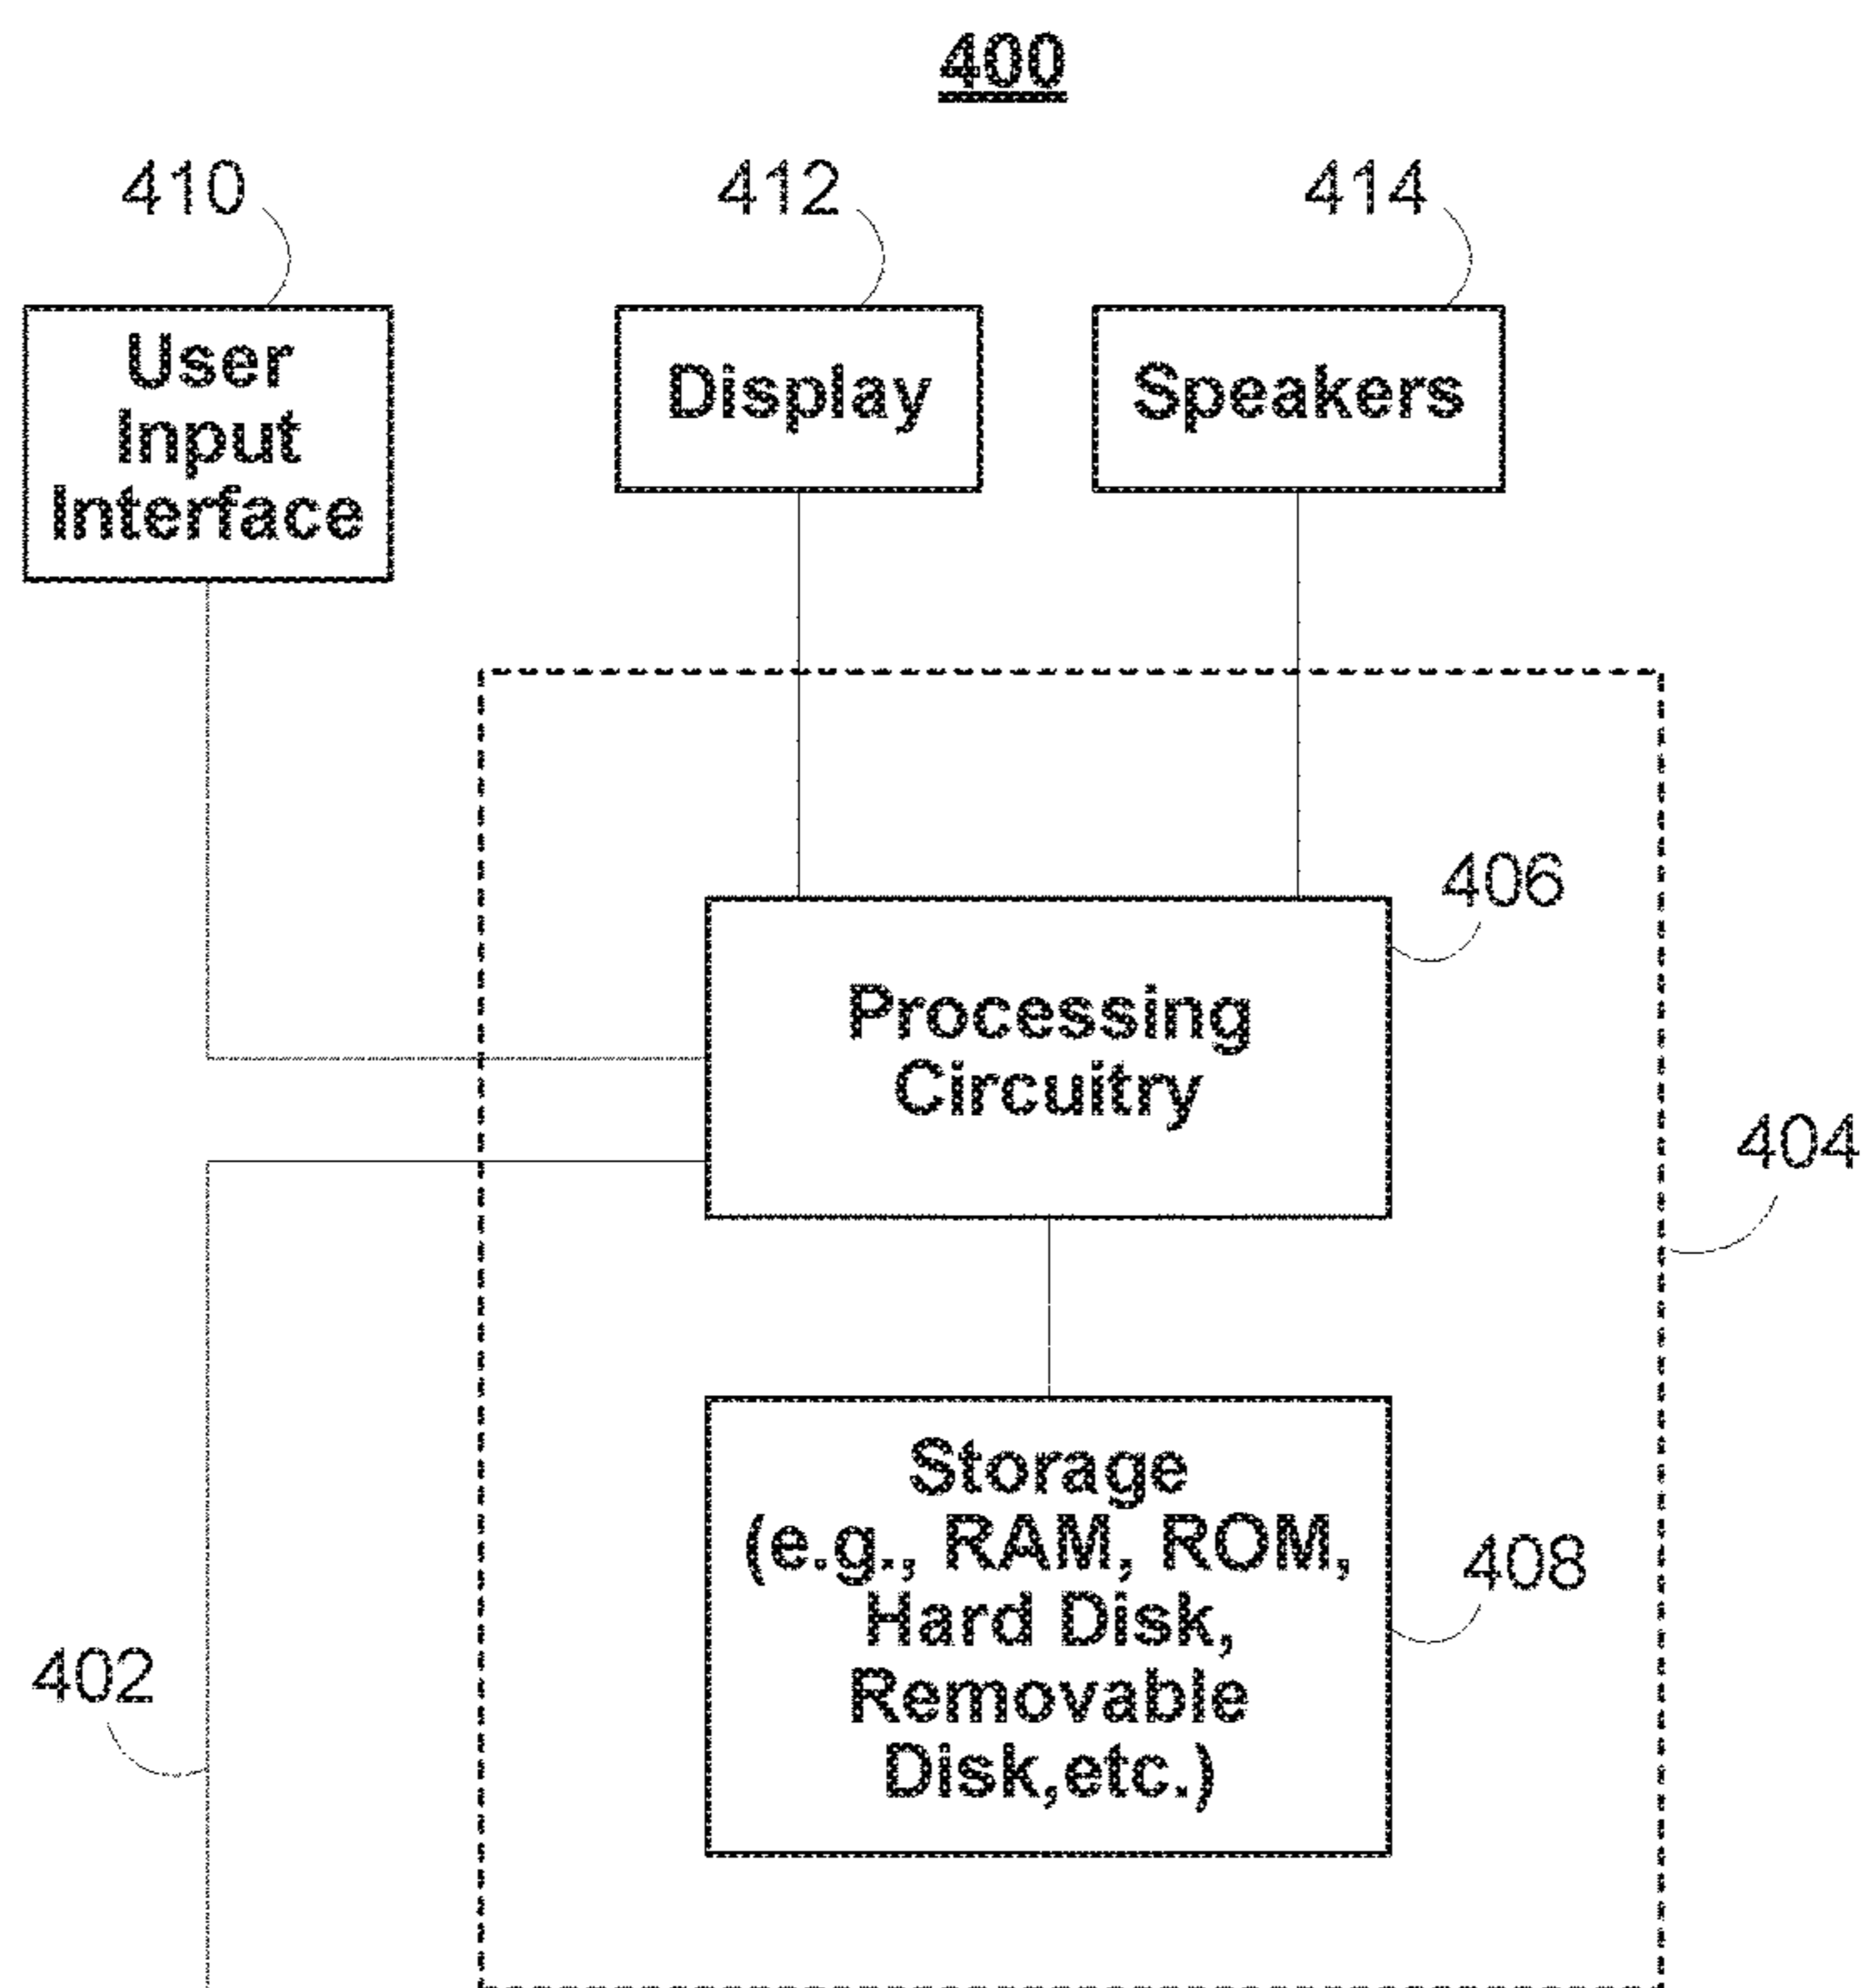 400
410
412
414
User
Input
Interface
Display
Speakers
406
Processing
Circuitry
404
Storage
(e.g., RAM, ROM,
Hard Disk,
Removable
Disk,etc.)
408
402